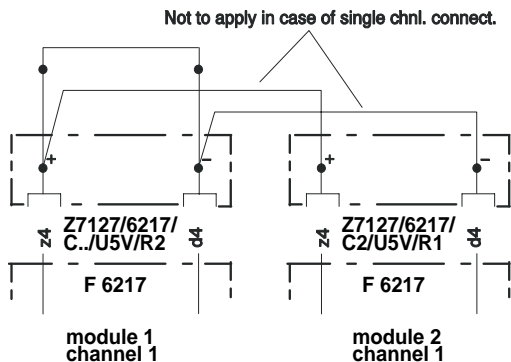 Not to apply in case of single chnl. connect.
+ - + -
z4 Z7127/6217/ C../U5V/R2 d4
z4 Z7127/6217/ C2/U5V/R1 d4
F 6217
F 6217
module 1
channel 1
module 2
channel 1